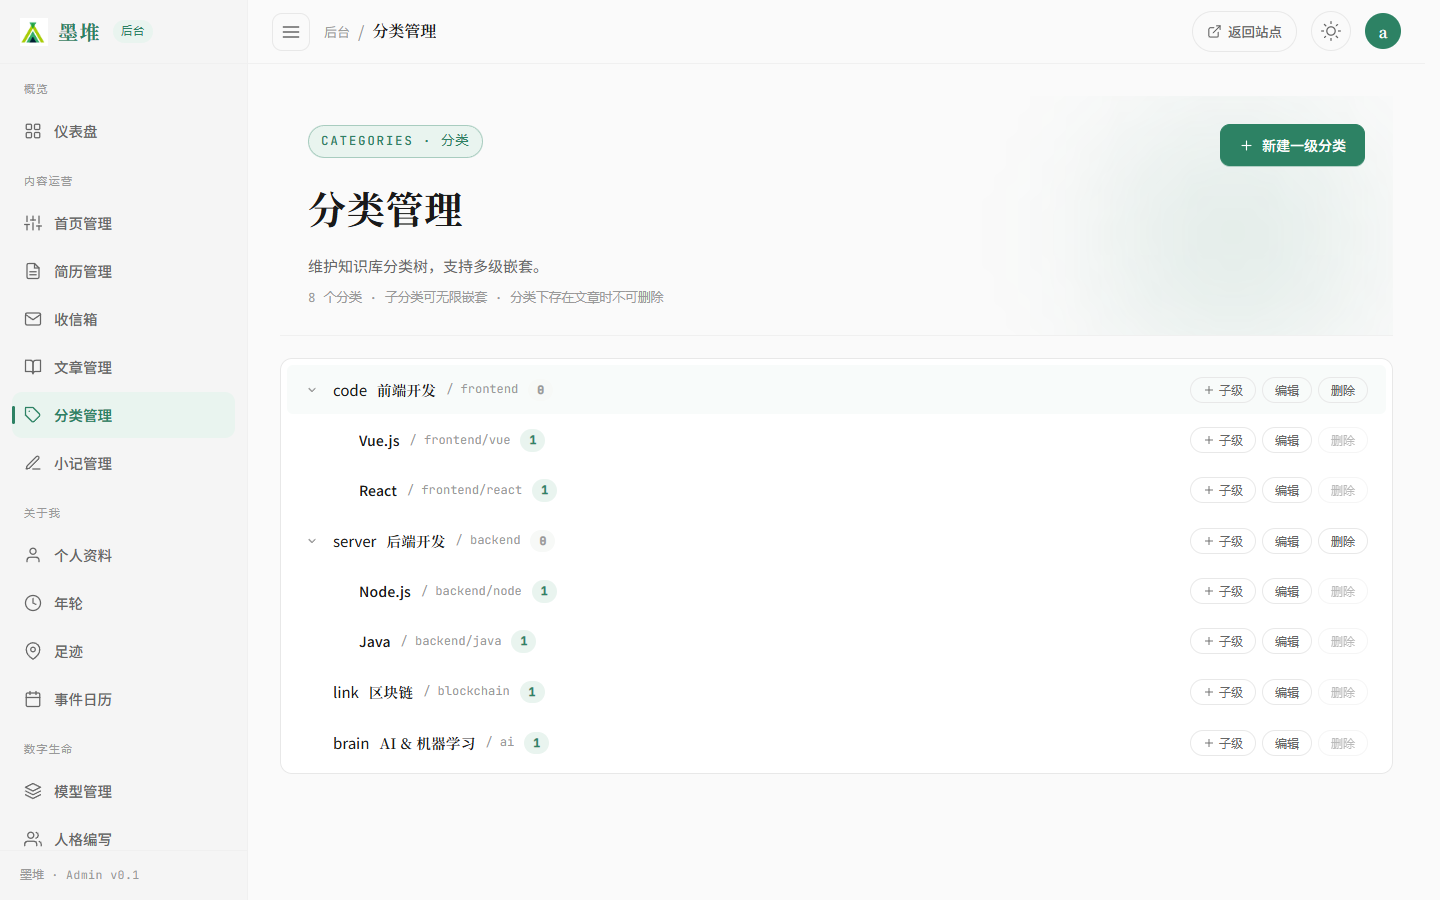 墨堆 后台
概览
仪表盘
内容运营
首页管理
简历管理
收信箱
文章管理
分类管理
小记管理
关于我
个人资料
年轮
足迹
事件日历
数字生命
模型管理
人格编写
墨堆 · Admin v0.1
后台 / 分类管理
返回站点
a
CATEGORIES · 分类
+ 新建一级分类
分类管理
维护知识库分类树，支持多级嵌套。
8 个分类 · 子分类可无限嵌套 · 分类下存在文章时不可删除
code 前端开发 / frontend 0 + 子级 编辑 删除
Vue.js / frontend/vue 1 + 子级 编辑 删除
React / frontend/react 1 + 子级 编辑 删除
server 后端开发 / backend 0 + 子级 编辑 删除
Node.js / backend/node 1 + 子级 编辑 删除
Java / backend/java 1 + 子级 编辑 删除
link 区块链 / blockchain 1 + 子级 编辑 删除
brain AI & 机器学习 / ai 1 + 子级 编辑 删除